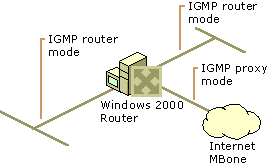 IGMP router
mode
IGMP router
mode
IGMP proxy
mode
Windows 2000
Router
Internet
MBone